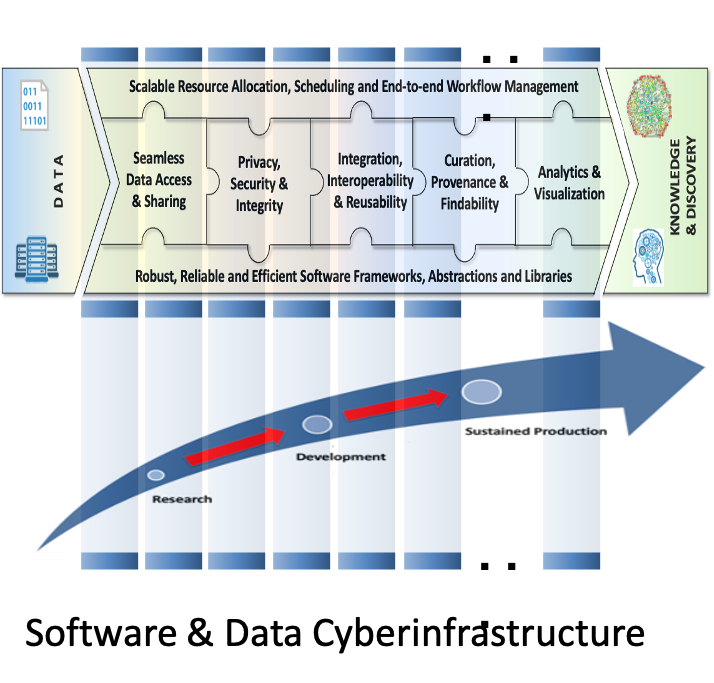 Scalable Resource Allocation, Scheduling and End-to-end Workflow Management
011
0011
11101
DATA
Seamless
Data Access
& Sharing
Privacy,
Security &
Integrity
Integration,
Interoperability
& Reusability
Curation,
Provenance &
Findability
Analytics &
Visualization
KNOWLEDGE
& DISCOVERY
Robust, Reliable and Efficient Software Frameworks, Abstractions and Libraries
Sustained Production
Development
Research
Software & Data Cyberinfrastructure